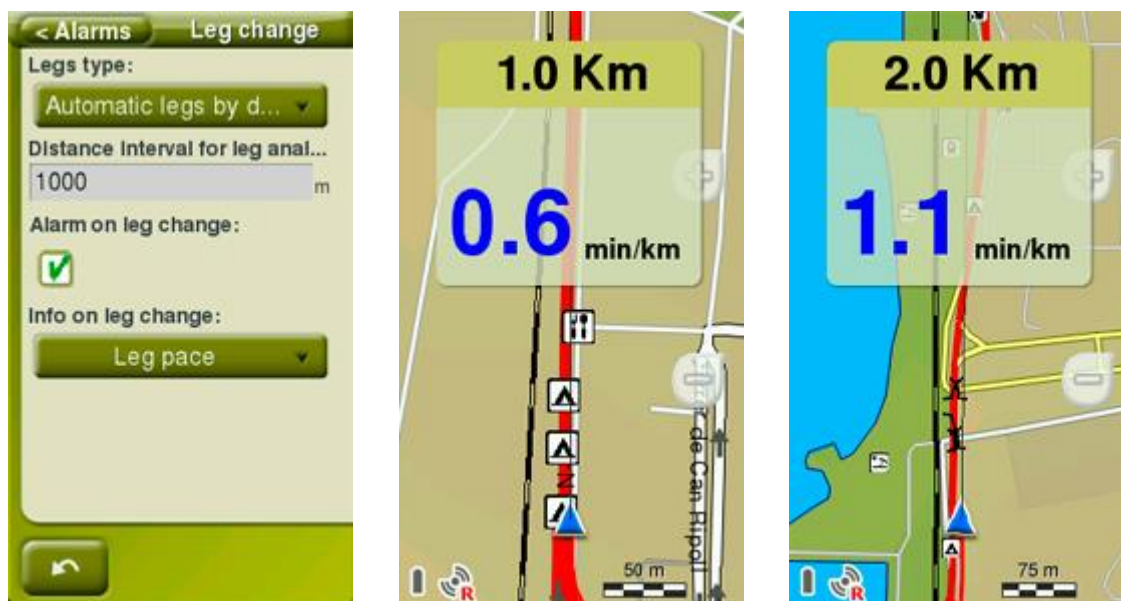 < Alarms
Leg change
Legs type:
Automatic legs by d...
Distance Interval for leg anal...
1000
m
Alarm on leg change:
Info on leg change:
Leg pace
1.0 Km
0.6 min/km
de Can Ripoll
N
50 m
R
2.0 Km
1.1 min/km
75 m
R